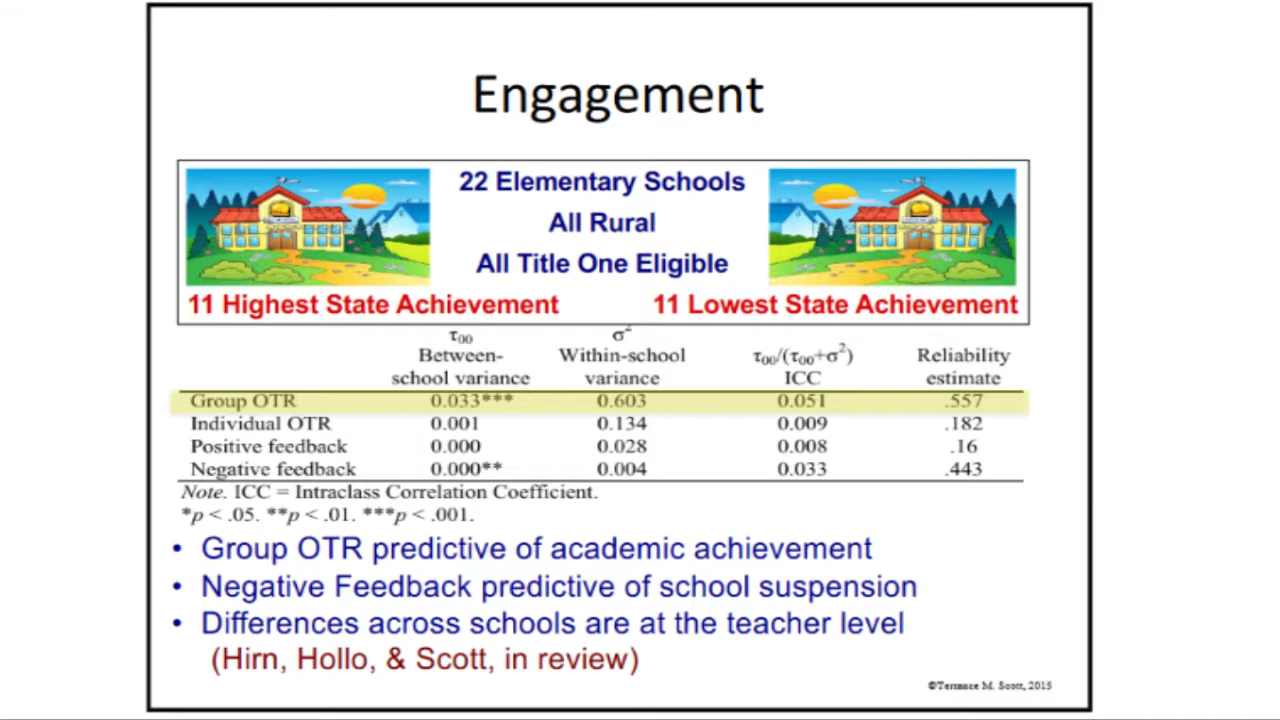 Engagement
22 Elementary Schools
All Rural
All Title One Eligible
11 Highest State Achievement 11 Lowest State Achievement
τ00 σ2
Between- Within-school τ00/(τ00+σ2) Reliability
school variance variance ICC estimate
Group OTR 0.033*** 0.603 0.051 .557
Individual OTR 0.001 0.134 0.009 .182
Positive feedback 0.000 0.028 0.008 .16
Negative feedback 0.000** 0.004 0.033 .443
Note. ICC = Intraclass Correlation Coefficient.
*p < .05. **p < .01. ***p < .001.
• Group OTR predictive of academic achievement
• Negative Feedback predictive of school suspension
• Differences across schools are at the teacher level
(Hirn, Hollo, & Scott, in review)
©Terrance M. Scott, 2015